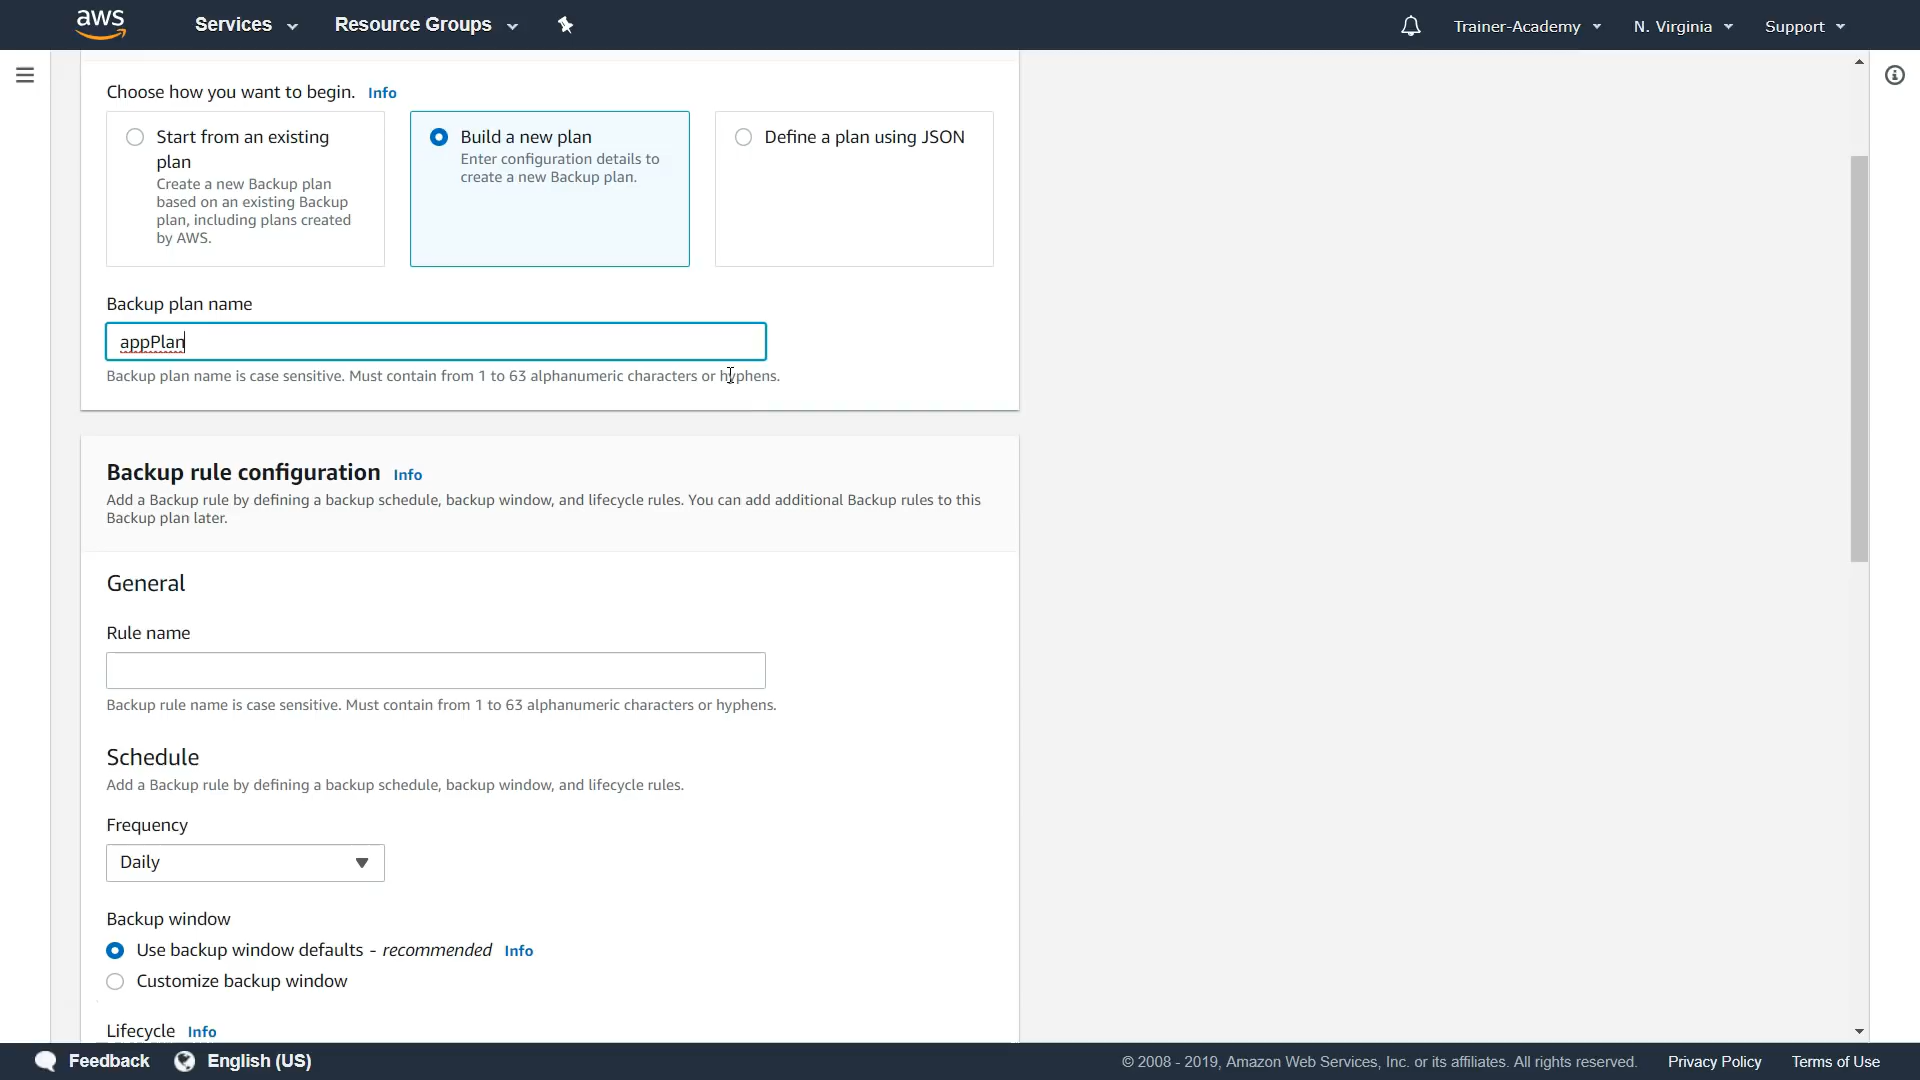 aws
Services
Resource Groups
Trainer-Academy
N. Virginia
Support
Choose how you want to begin. Info
Start from an existing
plan
Create a new Backup plan
based on an existing Backup
plan, including plans created
by AWS.
Build a new plan
Enter configuration details to
create a new Backup plan.
Define a plan using JSON
Backup plan name
appPlan
Backup plan name is case sensitive. Must contain from 1 to 63 alphanumeric characters or hyphens.
Backup rule configuration Info
Add a Backup rule by defining a backup schedule, backup window, and lifecycle rules. You can add additional Backup rules to this
Backup plan later.
General
Rule name
Backup rule name is case sensitive. Must contain from 1 to 63 alphanumeric characters or hyphens.
Schedule
Add a Backup rule by defining a backup schedule, backup window, and lifecycle rules.
Frequency
Daily
Backup window
Use backup window defaults - recommended Info
Customize backup window
Lifecycle Info
Feedback
English (US)
© 2008 - 2019, Amazon Web Services, Inc. or its affiliates. All rights reserved.
Privacy Policy
Terms of Use